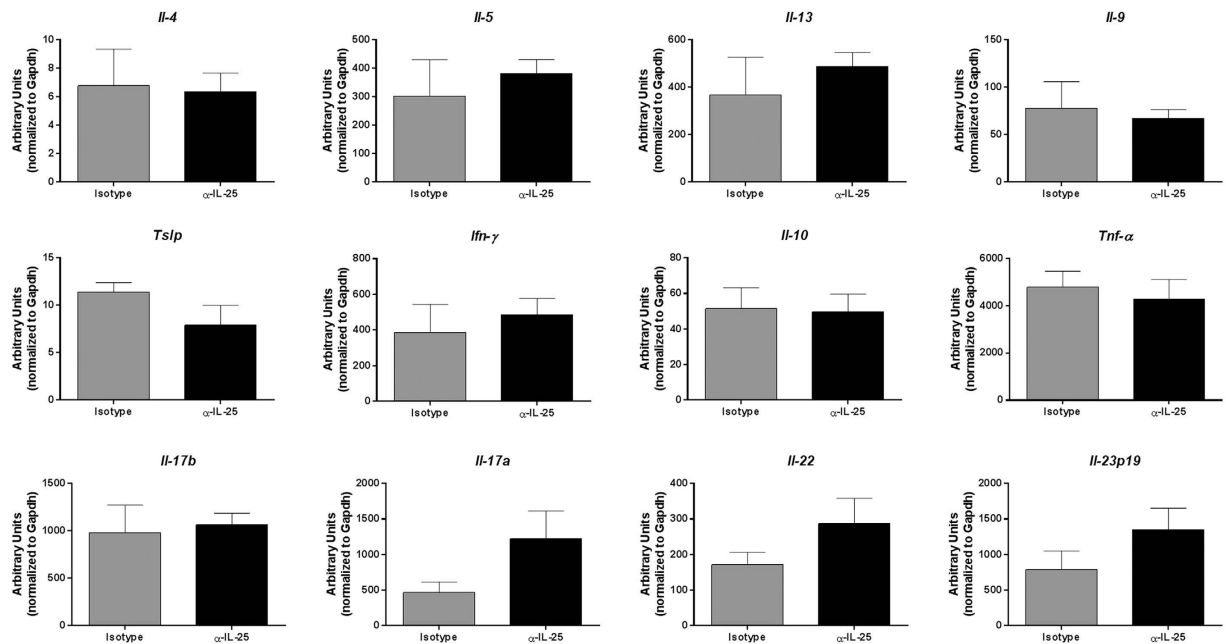 Il-4
Arbitrary Units
(normalized to Gapdh)
10
8
6
4
2
0
Isotype
α-IL-25
Il-5
Arbitrary Units
(normalized to Gapdh)
500
400
300
200
100
0
Isotype
α-IL-25
Il-13
Arbitrary Units
(normalized to Gapdh)
600
400
200
0
Isotype
α-IL-25
Il-9
Arbitrary Units
(normalized to Gapdh)
150
100
50
0
Isotype
α-IL-25
Tslp
Arbitrary Units
(normalized to Gapdh)
15
10
5
0
Isotype
α-IL-25
Ifn-γ
Arbitrary Units
(normalized to Gapdh)
800
600
400
200
0
Isotype
α-IL-25
Il-10
Arbitrary Units
(normalized to Gapdh)
80
60
40
20
0
Isotype
α-IL-25
Tnf-α
Arbitrary Units
(normalized to Gapdh)
6000
4000
2000
0
Isotype
α-IL-25
Il-17b
Arbitrary Units
(normalized to Gapdh)
1500
1000
500
0
Isotype
α-IL-25
Il-17a
Arbitrary Units
(normalized to Gapdh)
2000
1500
1000
500
0
Isotype
α-IL-25
Il-22
Arbitrary Units
(normalized to Gapdh)
400
300
200
100
0
Isotype
α-IL-25
Il-23p19
Arbitrary Units
(normalized to Gapdh)
2000
1500
1000
500
0
Isotype
α-IL-25